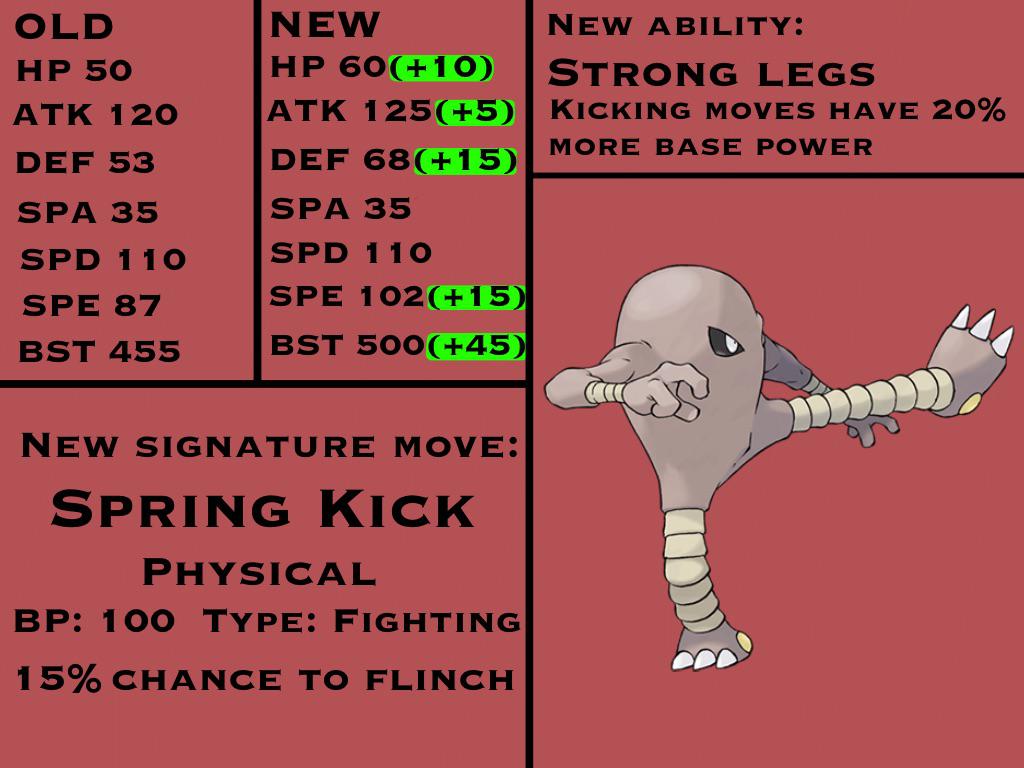 OLD
HP 50
ATK 120
DEF 53
SPA 35
SPD 110
SPE 87
BST 455
NEW
HP 60(+10)
ATK 125(+5)
DEF 68(+15)
SPA 35
SPD 110
SPE 102(+15)
BST 500(+45)
New ability:
Strong legs
Kicking moves have 20%
more base power
New signature move:
Spring Kick
Physical
BP: 100 Type: Fighting
15% chance to flinch